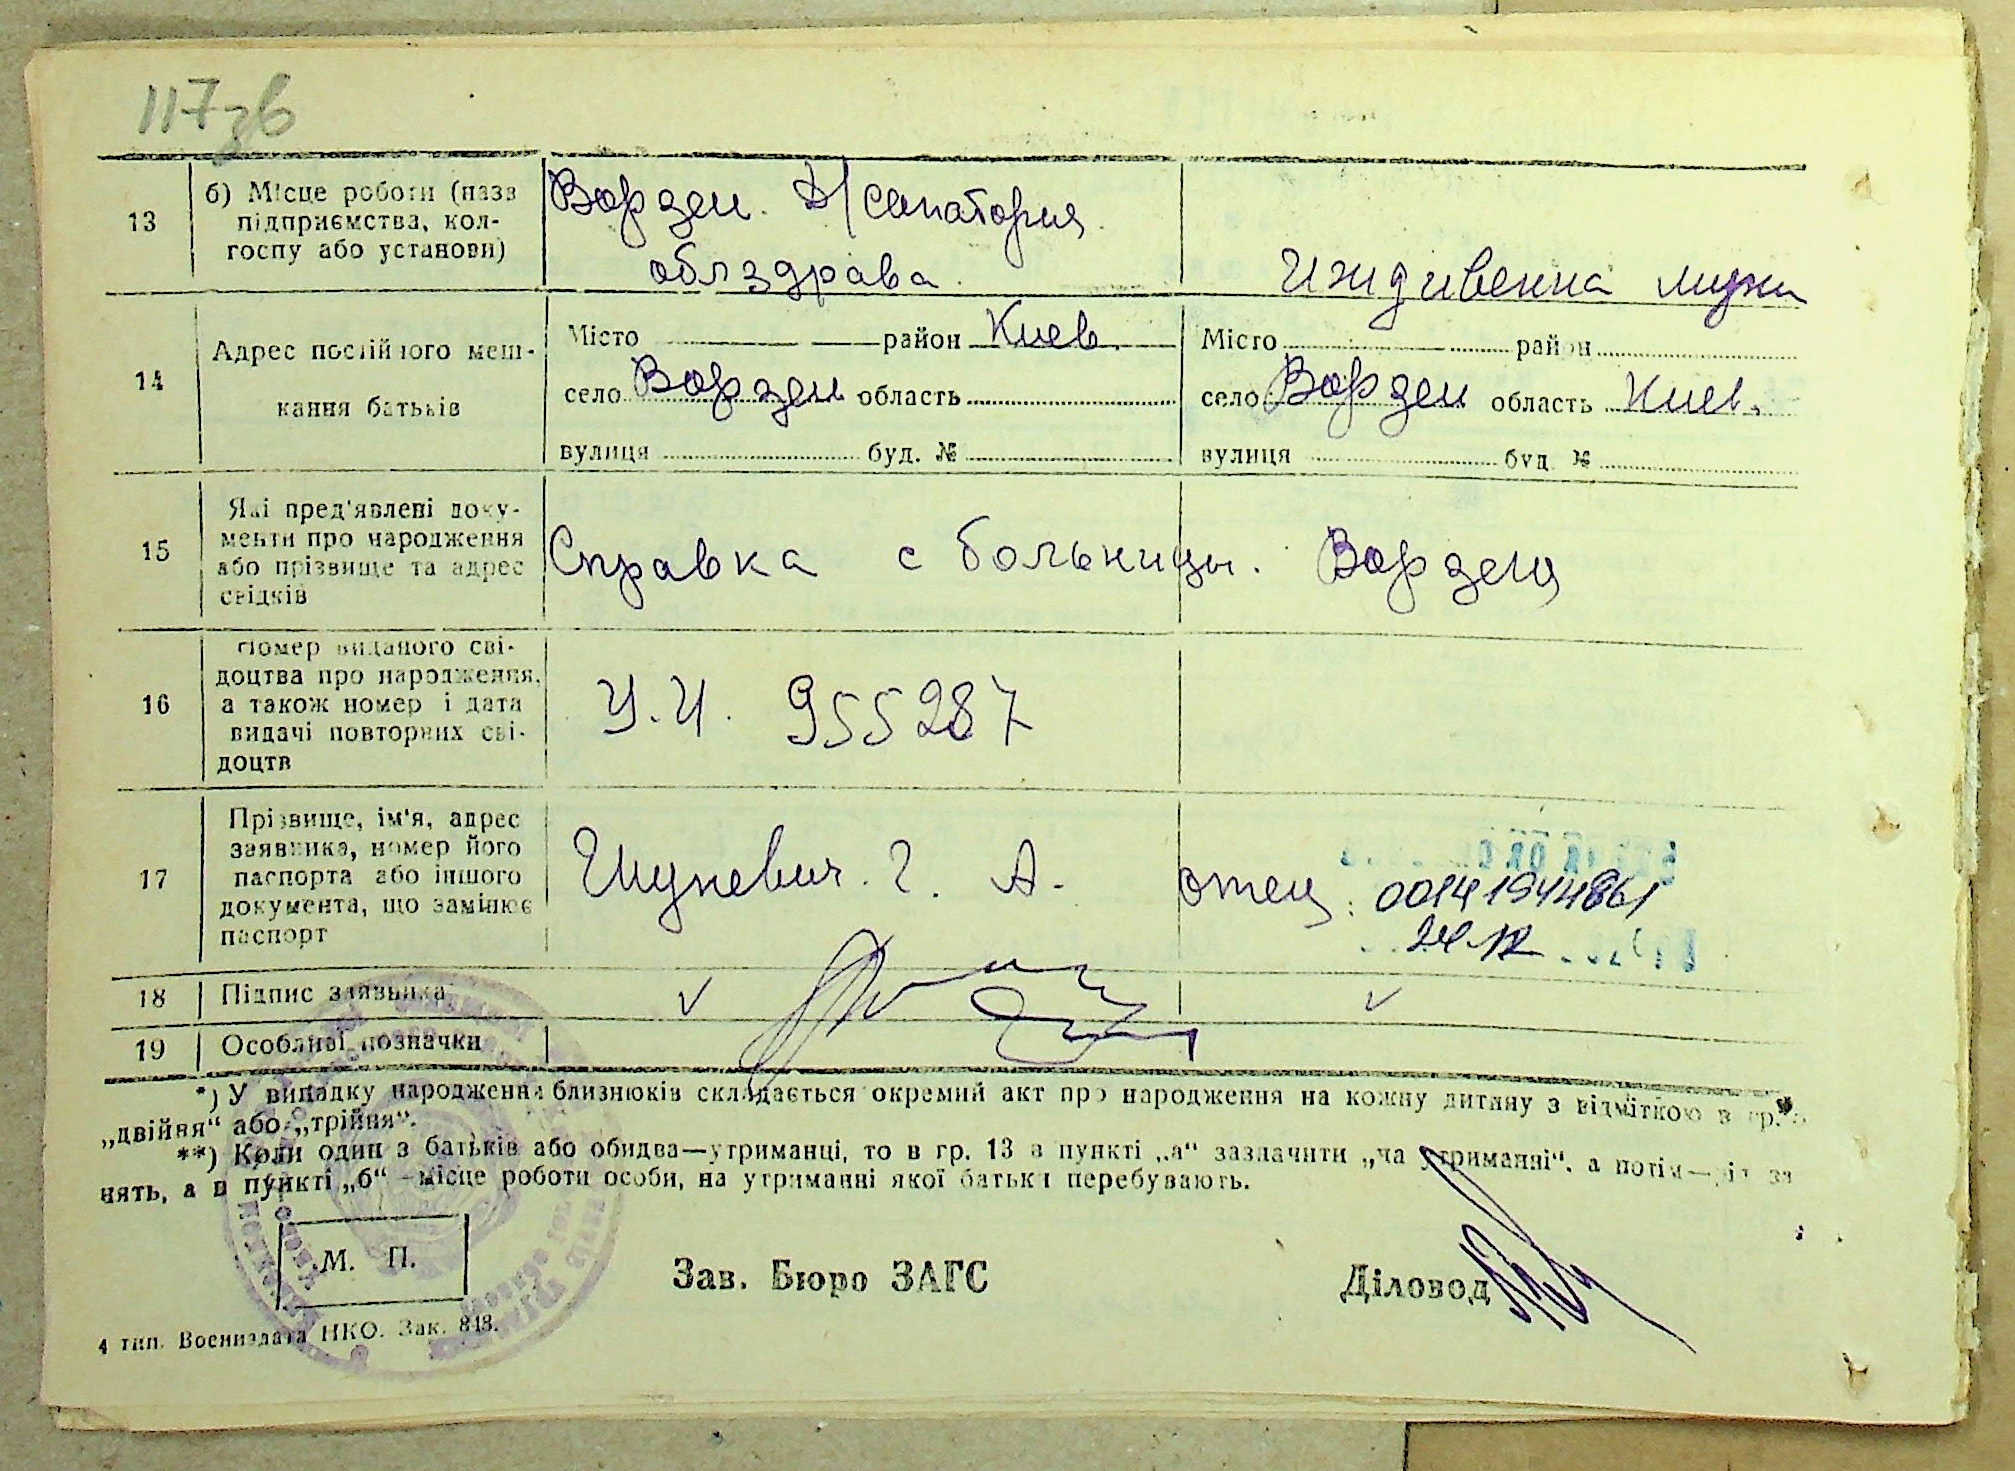 117зв
13
б) Місце роботи (назв
підприємства, кол-
госпу або установи)
Ворзел. Д/санатория
облздрава.
Иждивенка мужа
14
Адрес постійного меш-
кання батьків
Місто район Киев.
село Ворзел область
вулиця буд. №
Місто район
село Ворзел область Киев.
вулиця буд №
15
Які пред'явлені доку-
менти про народження
або прізвище та адрес
свідків
Справка с больницы. Ворзель
16
Номер виданого сві-
доцтва про народження,
а також номер і дата
видачі повторних сві-
доцтв
У.И. 955287
17
Прізвище, ім'я, адрес
заявника, номер його
паспорта або іншого
документа, що замінює
паспорт
Шуневич. Г. А. отец
00141944861
18
Підпис заявника
19
Особливі позначки
*) У випадку народження близнюків складається окремий акт про народження на кожну дитину з відміткою в гр.
„двійня“ або „трійня“.
**) Коли один з батьків або обидва—утриманці, то в гр. 13 в пункті „а“ зазначити „на утриманні“, а потім—
нять, а в пункті „б“ - місце роботи особи, на утриманні якої батьки перебувають.
М. П.
Зав. Бюро ЗАГС
Діловод
4 тип. Воениздата НКО. Зак. 848.